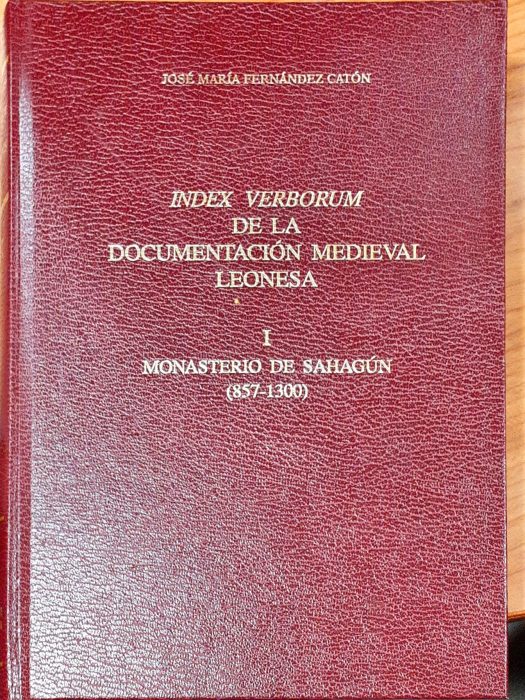 JOSÉ MARÍA FERNÁNDEZ CATÓN
INDEX VERBORUM
DE LA
DOCUMENTACIÓN MEDIEVAL
LEONESA
I
MONASTERIO DE SAHAGÚN
(857-1300)